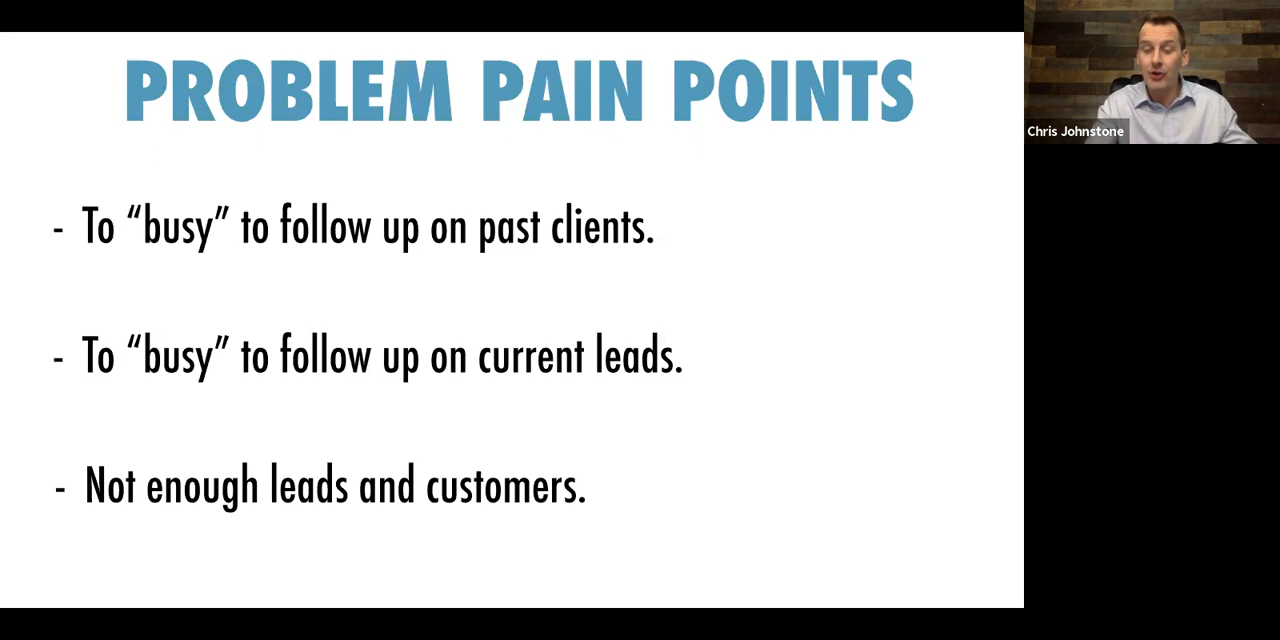 PROBLEM PAIN POINTS
Chris Johnstone
- To “busy” to follow up on past clients.
- To “busy” to follow up on current leads.
- Not enough leads and customers.